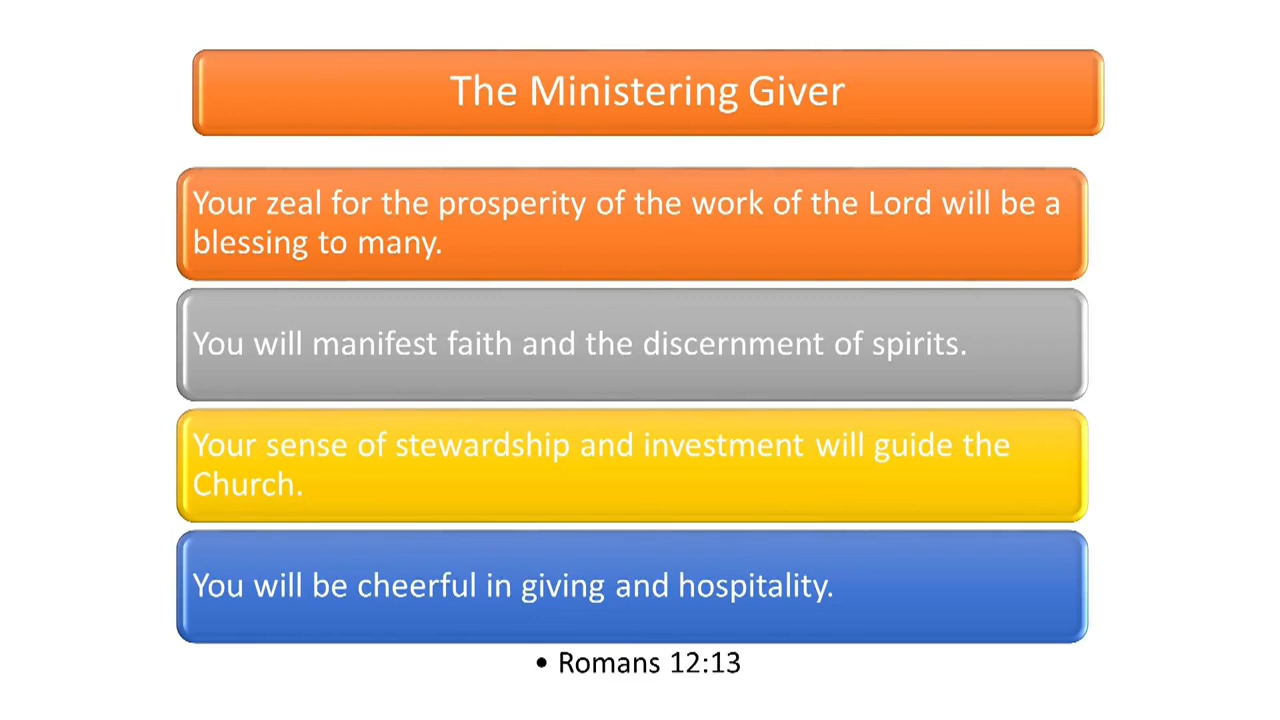 The Ministering Giver
Your zeal for the prosperity of the work of the Lord will be a
blessing to many.
You will manifest faith and the discernment of spirits.
Your sense of stewardship and investment will guide the
Church.
You will be cheerful in giving and hospitality.
• Romans 12:13